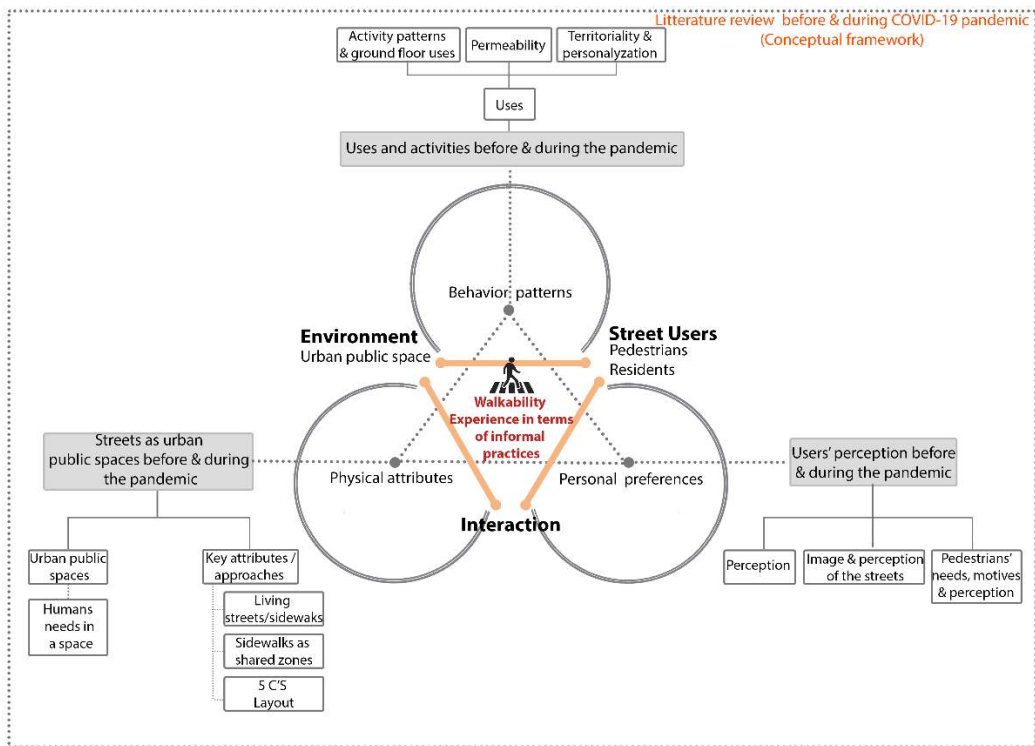 Litterature review before & during COVID-19 pandemic
(Conceptual framework)
Activity patterns
& ground floor uses
Permeability
Territoriality &
personalyzation
Uses
Uses and activities before & during the pandemic
Behavior patterns
Environment
Urban public space
Street Users
Pedestrians
Residents
Walkability
Experience in terms
of informal
practices
Streets as urban
public spaces before & during
the pandemic
Physical attributes
Personal preferences
Users' perception before
& during the pandemic
Interaction
Urban public
spaces
Humans
needs in
a space
Key attributes /
approaches
Living
streets/sidewaks
Sidewalks as
shared zones
5 C'S
Layout
Perception
Image & perception
of the streets
Pedestrians'
needs, motives
& perception